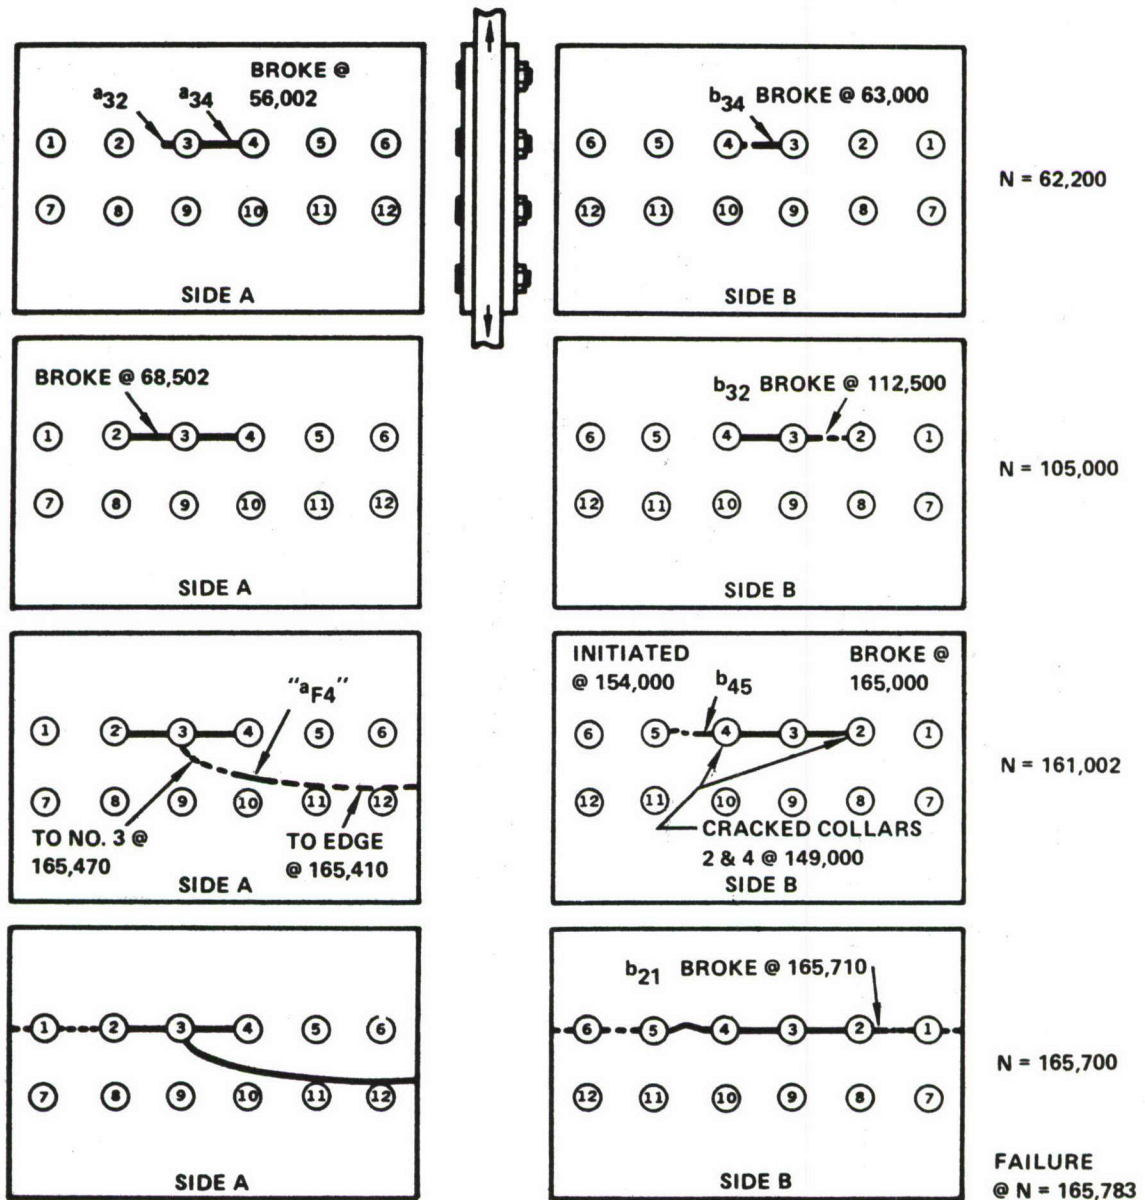 BROKE @
56,002
a32 a34
1 2 3 4 5 6
7 8 9 10 11 12
SIDE A
b34 BROKE @ 63,000
6 5 4 3 2 1
12 11 10 9 8 7
SIDE B
N = 62,200
BROKE @ 68,502
1 2 3 4 5 6
7 8 9 10 11 12
SIDE A
b32 BROKE @ 112,500
6 5 4 3 2 1
12 11 10 9 8 7
SIDE B
N = 105,000
"aF4"
1 2 3 4 5 6
7 8 9 10 11 12
TO NO. 3 @
165,470
TO EDGE
@ 165,410
SIDE A
INITIATED
@ 154,000
b45
BROKE @
165,000
6 5 4 3 2 1
12 11 10 9 8 7
CRACKED COLLARS
2 & 4 @ 149,000
SIDE B
N = 161,002
1 2 3 4 5 6
7 8 9 10 11 12
SIDE A
b21 BROKE @ 165,710
6 5 4 3 2 1
12 11 10 9 8 7
SIDE B
N = 165,700
FAILURE
@ N = 165,783